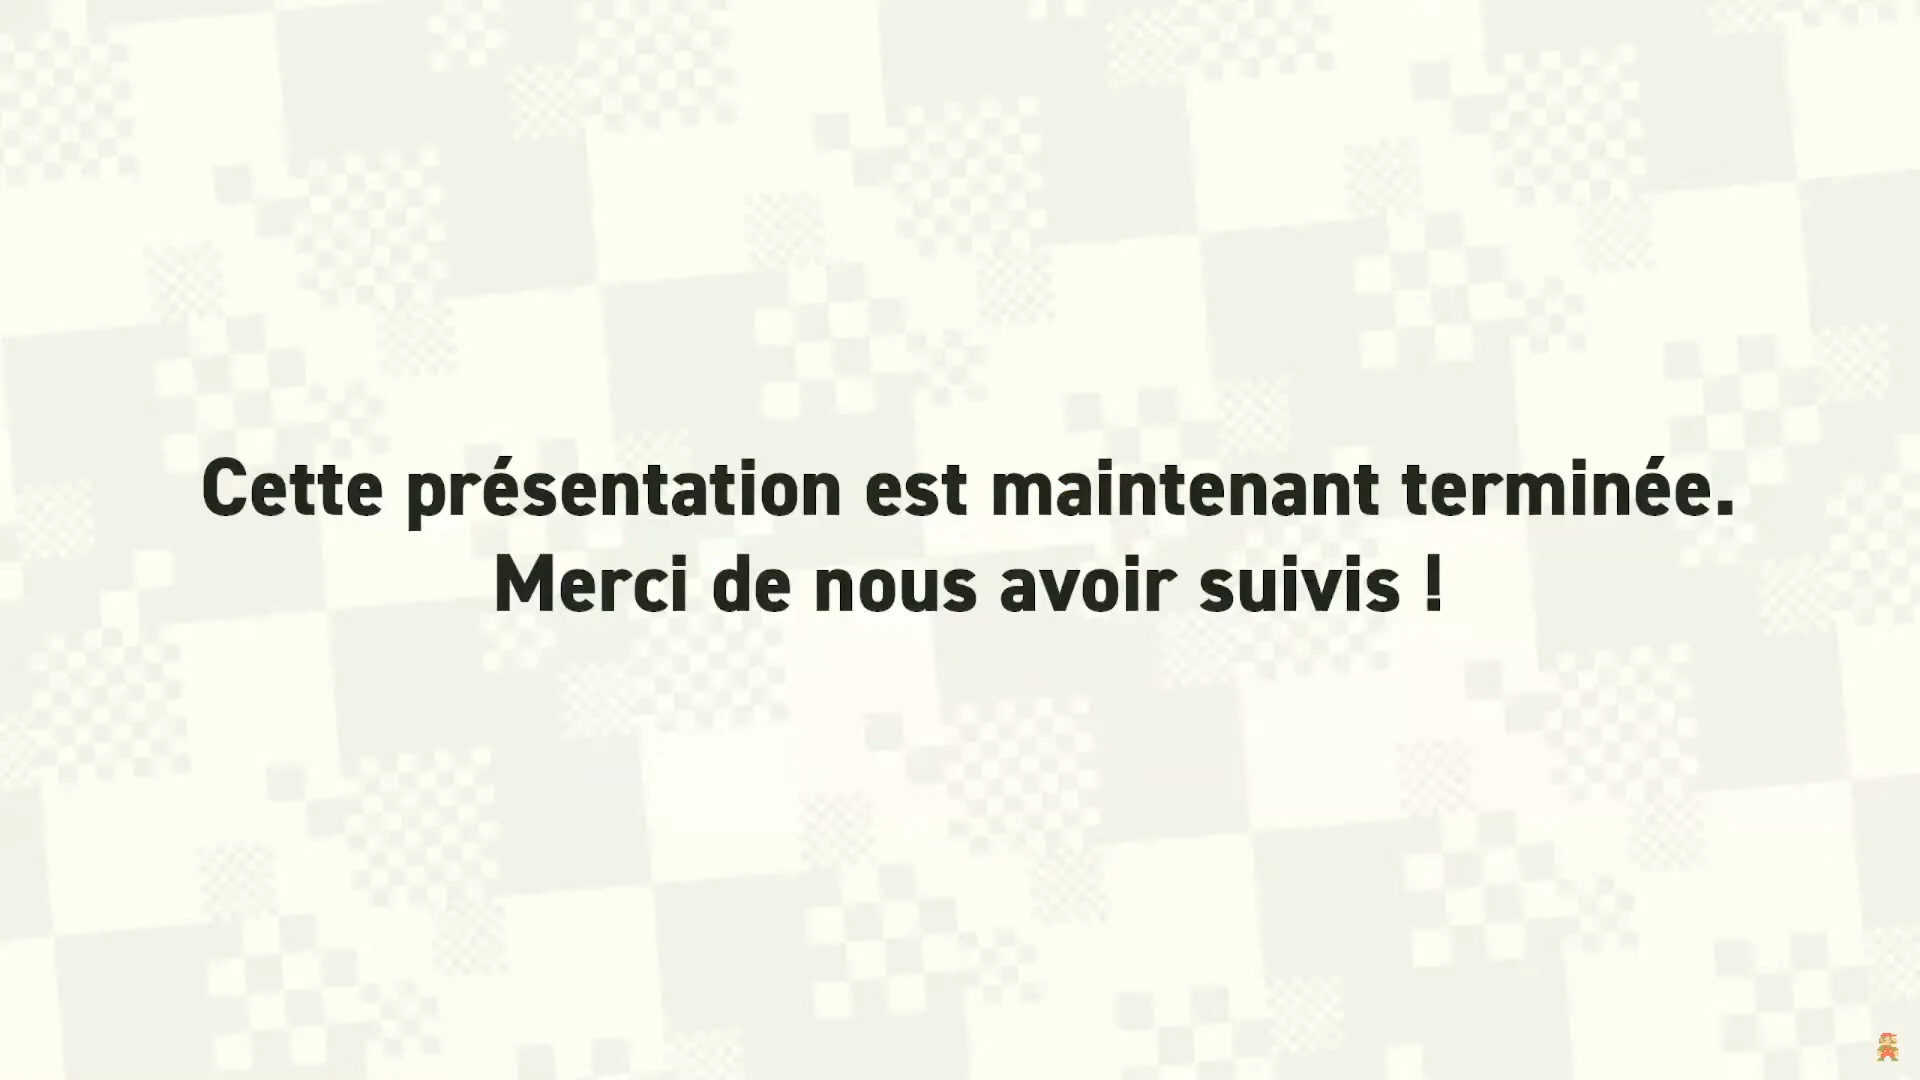 Cette présentation est maintenant terminée.
Merci de nous avoir suivis !